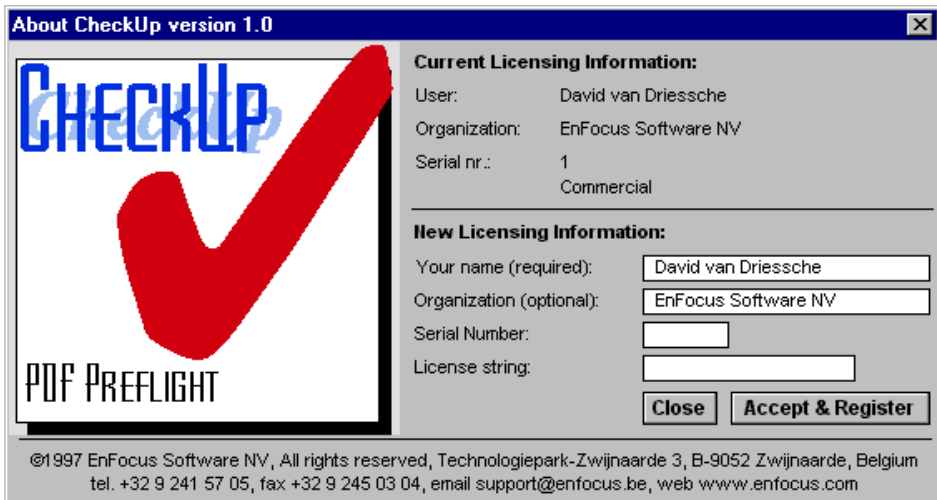 About CheckUp version 1.0
CHECKUP
CheckUp
PDF PREFLIGHT
Current Licensing Information:
User: David van Driessche
Organization: EnFocus Software NV
Serial nr.: 1
Commercial
New Licensing Information:
Your name (required): David van Driessche
Organization (optional): EnFocus Software NV
Serial Number:
License string:
Close Accept & Register
©1997 EnFocus Software NV, All rights reserved, Technologiepark-Zwijnaarde 3, B-9052 Zwijnaarde, Belgium
tel. +32 9 241 57 05, fax +32 9 245 03 04, email support@enfocus.be, web www.enfocus.com